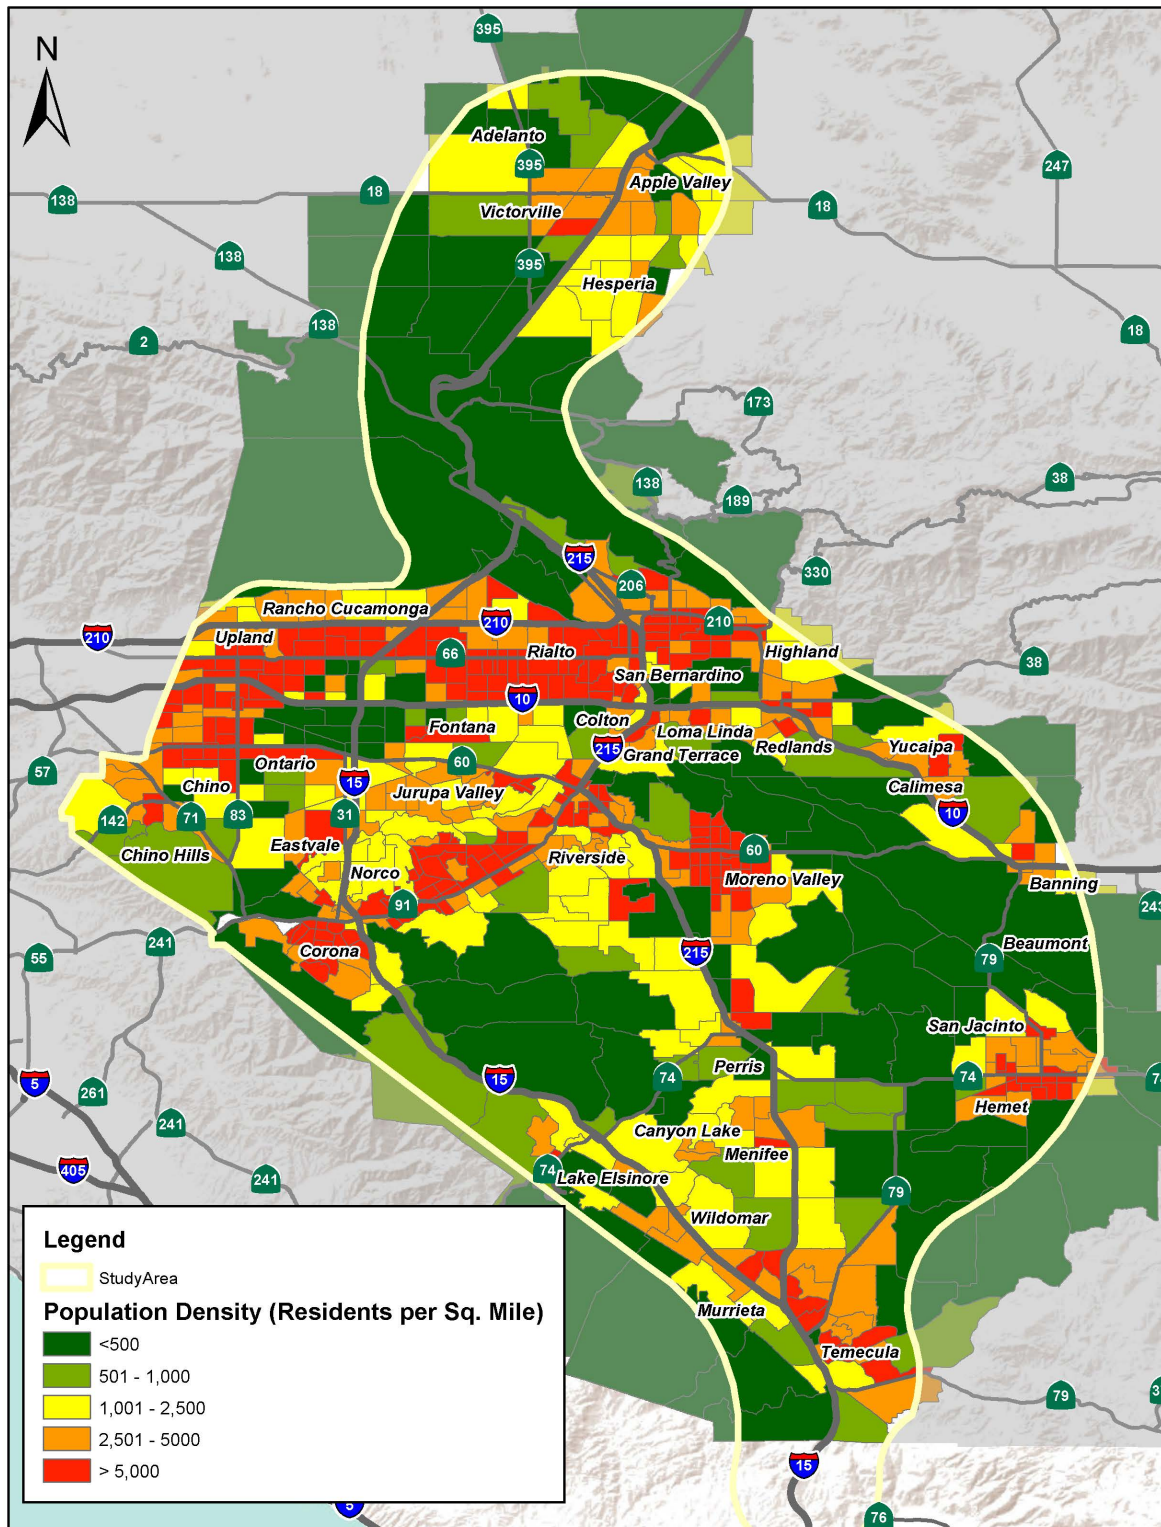 395
N
Adelanto
395
247
Apple Valley
138
18
18
Victorville
138
395
Hesperia
138
18
2
173
38
138
189
215
330
206
Rancho Cucamonga
210
210
210
Upland
66
Rialto
Highland
38
San Bernardino
10
Colton
Fontana
Loma Linda
215
Redlands
Yucaipa
Grand Terrace
60
57
Ontario
15
Chino
Jurupa Valley
Calimesa
10
142
71
83
31
Eastvale
Chino Hills
Riverside
60
Norco
Moreno Valley
Banning
91
243
241
Corona
215
Beaumont
55
79
San Jacinto
Perris
5
261
15
74
74
74
Hemet
241
Canyon Lake
Menifee
405
241
74
Lake Elsinore
79
Wildomar
Murrieta
Temecula
79
15
5
76
Legend
StudyArea
Population Density (Residents per Sq. Mile)
<500
501 - 1,000
1,001 - 2,500
2,501 - 5000
> 5,000